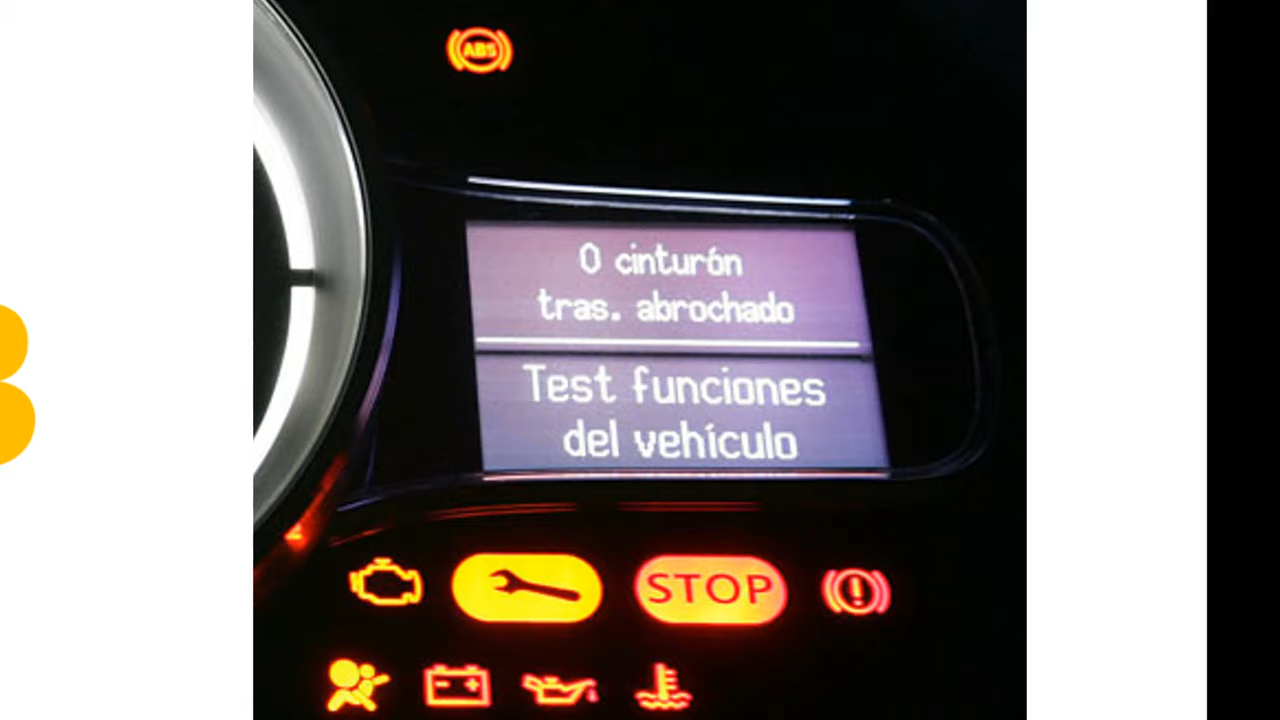 ABS
0 cinturón
tras. abrochado
Test funciones
del vehículo
STOP